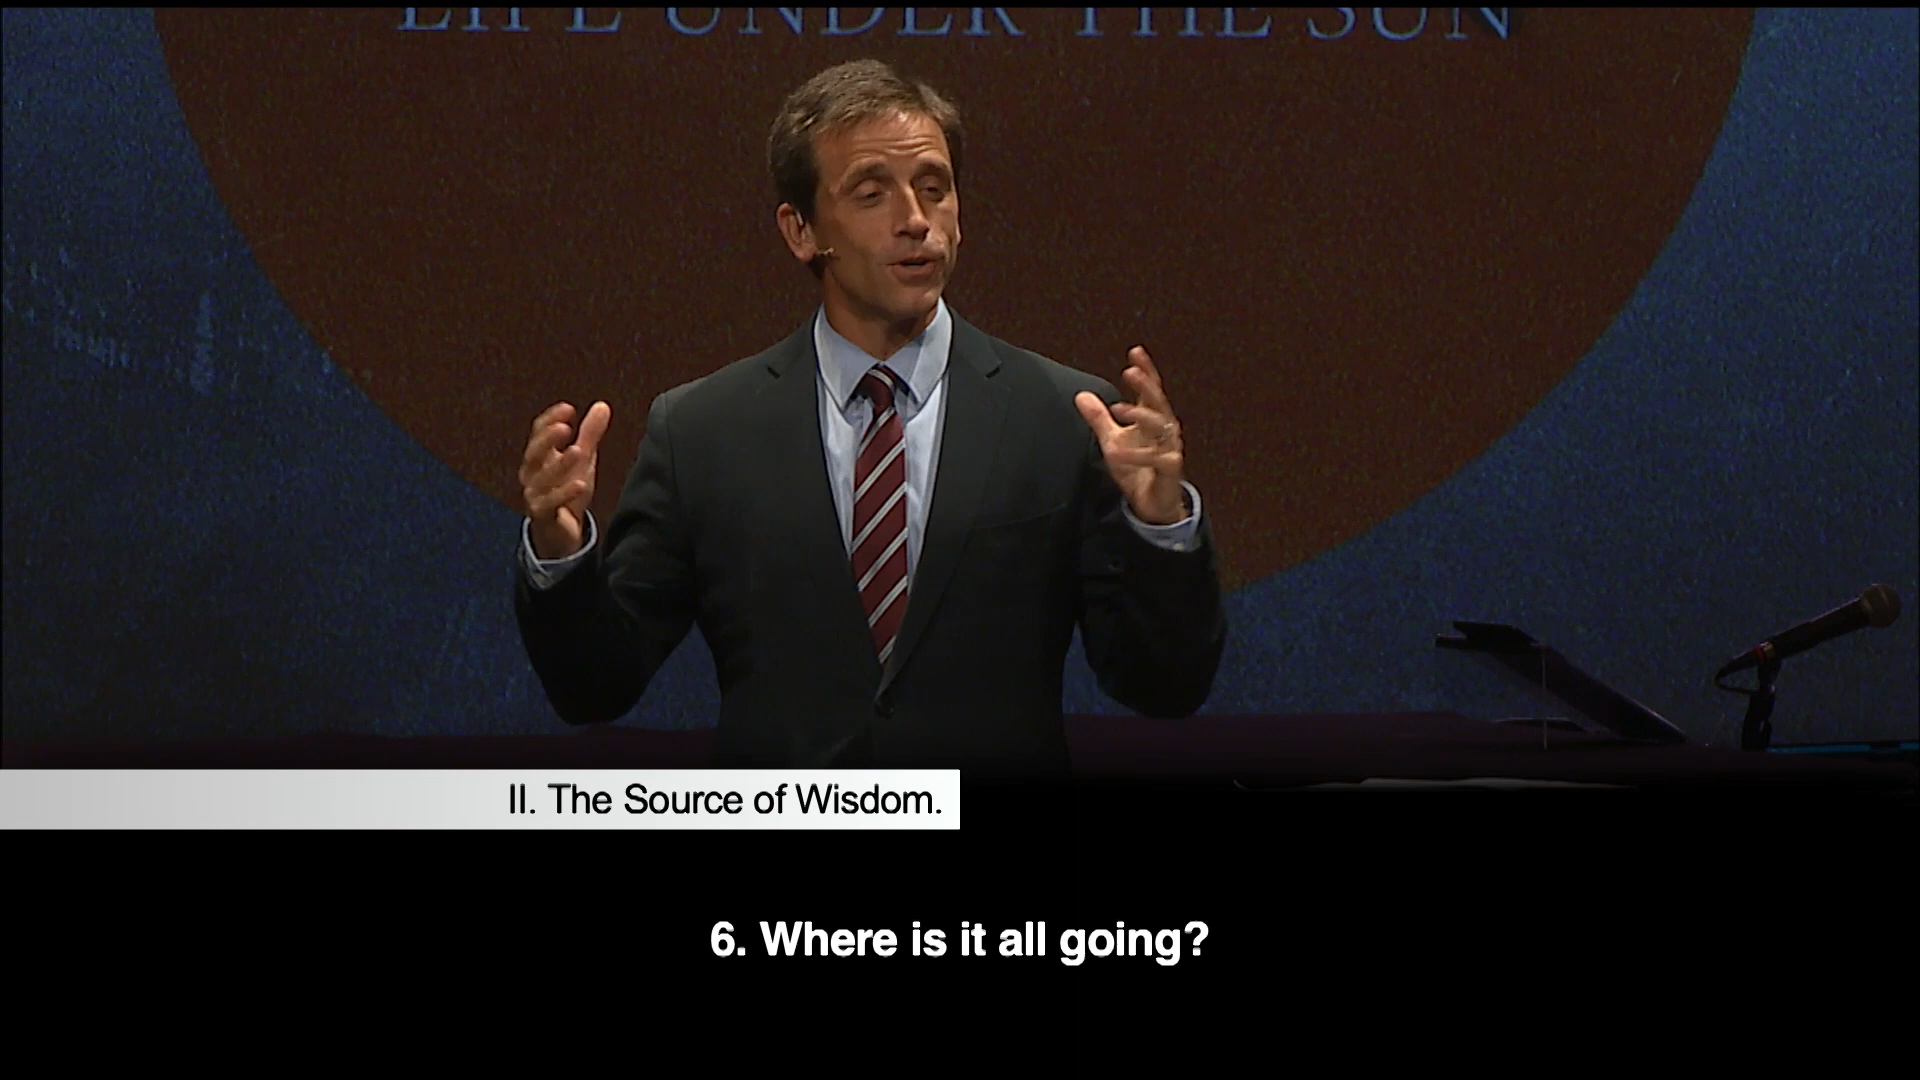 LIFE UNDER THE SUN
II. The Source of Wisdom.
6. Where is it all going?